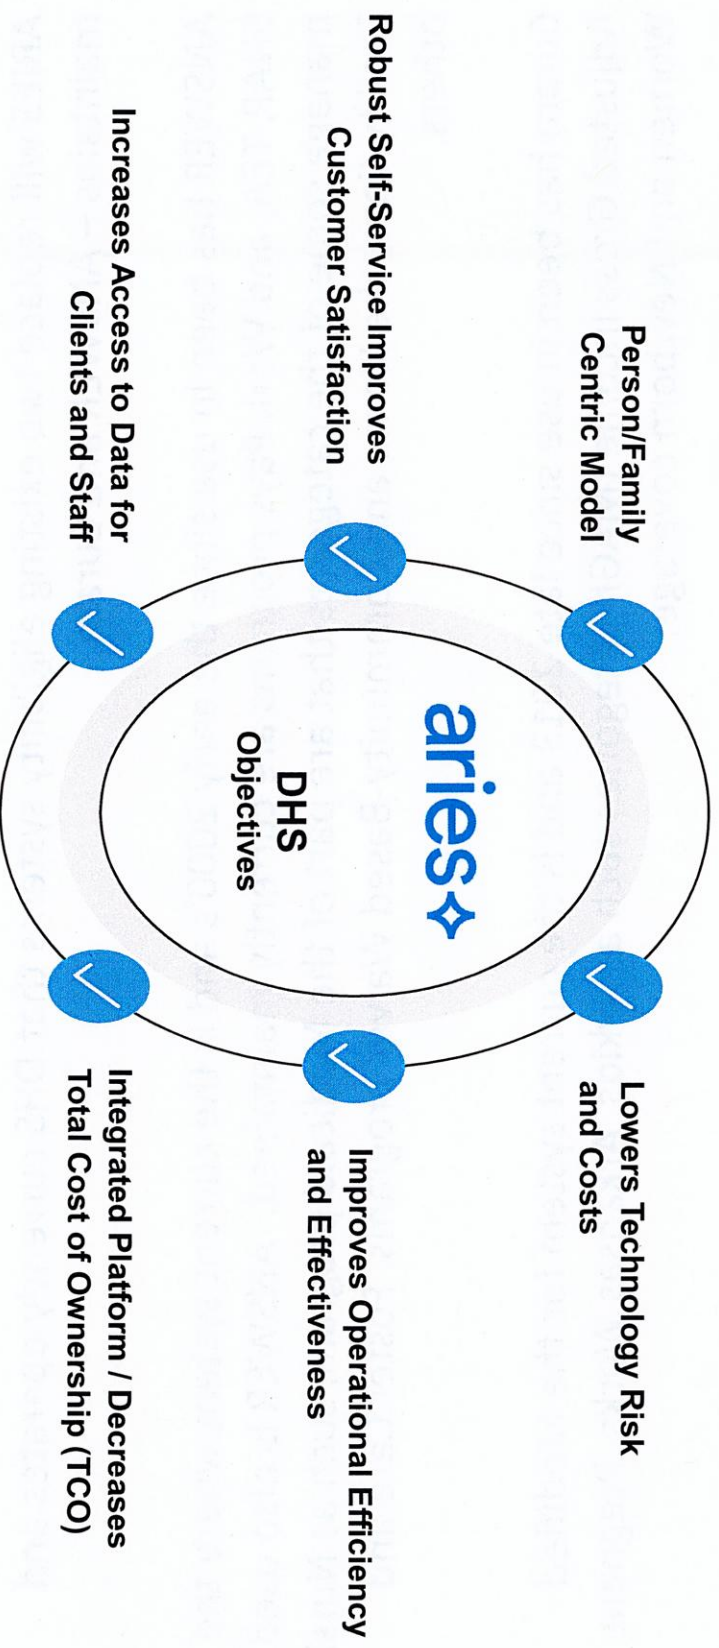 Person/Family
Centric Model
Robust Self-Service Improves
Customer Satisfaction
Increases Access to Data for
Clients and Staff
aries
DHS
Objectives
Lowers Technology Risk
and Costs
Improves Operational Efficiency
and Effectiveness
Integrated Platform / Decreases
Total Cost of Ownership (TCO)